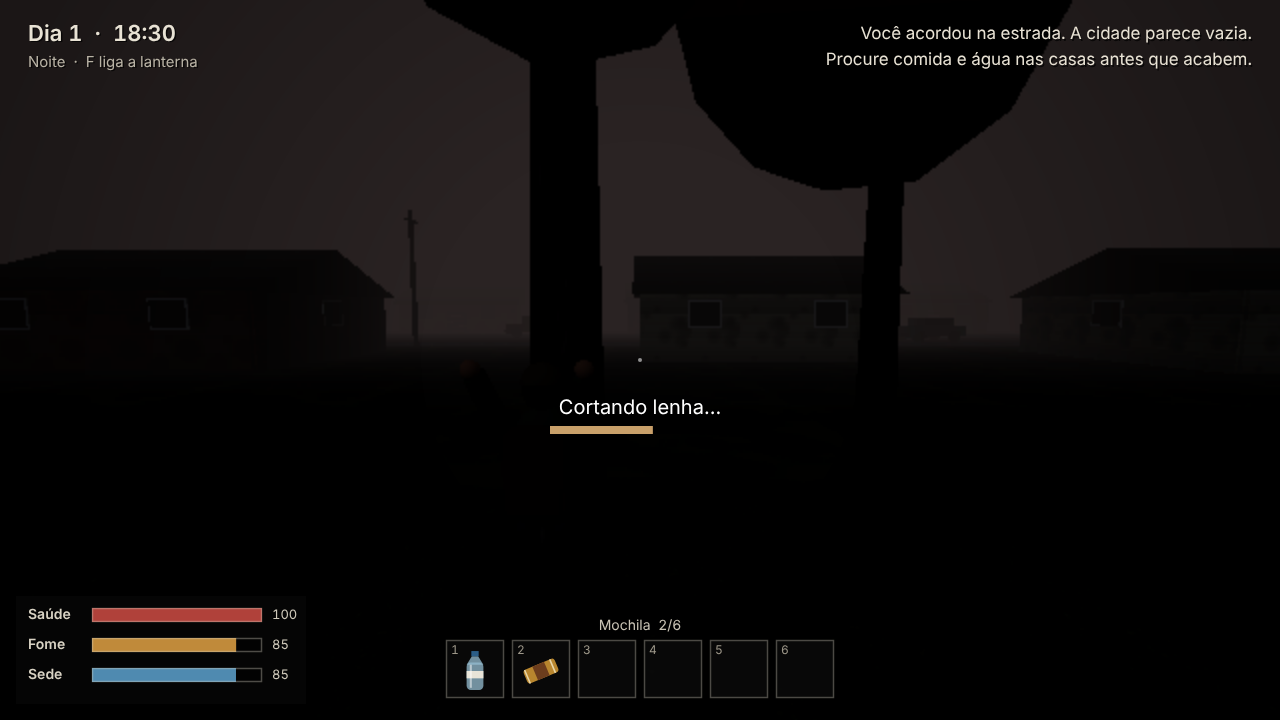 Dia 1 · 18:30
Noite · F liga a lanterna
Você acordou na estrada. A cidade parece vazia.
Procure comida e água nas casas antes que acabem.
Cortando lenha...
Saúde 100
Fome 85
Sede 85
Mochila 2/6
1 2 3 4 5 6